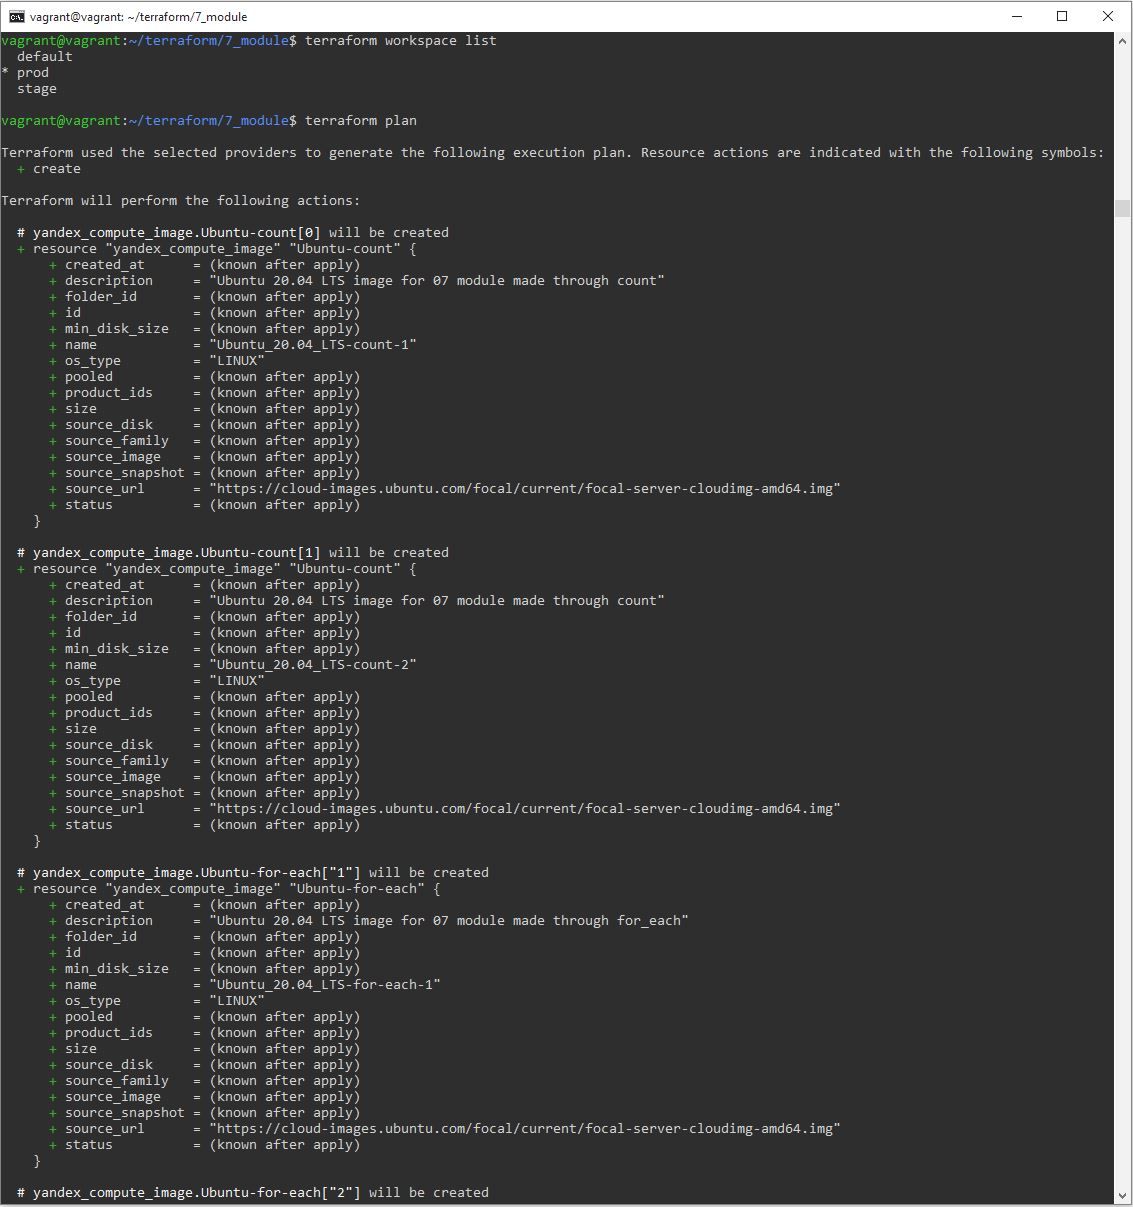 vagrant@vagrant: ~/terraform/7_module
vagrant@vagrant:~/terraform/7_module$ terraform workspace list
  default
* prod
  stage

vagrant@vagrant:~/terraform/7_module$ terraform plan

Terraform used the selected providers to generate the following execution plan. Resource actions are indicated with the following symbols:
  + create

Terraform will perform the following actions:

  # yandex_compute_image.Ubuntu-count[0] will be created
  + resource "yandex_compute_image" "Ubuntu-count" {
      + created_at      = (known after apply)
      + description     = "Ubuntu 20.04 LTS image for 07 module made through count"
      + folder_id       = (known after apply)
      + id              = (known after apply)
      + min_disk_size   = (known after apply)
      + name            = "Ubuntu_20.04_LTS-count-1"
      + os_type         = "LINUX"
      + pooled          = (known after apply)
      + product_ids     = (known after apply)
      + size            = (known after apply)
      + source_disk     = (known after apply)
      + source_family   = (known after apply)
      + source_image    = (known after apply)
      + source_snapshot = (known after apply)
      + source_url      = "https://cloud-images.ubuntu.com/focal/current/focal-server-cloudimg-amd64.img"
      + status          = (known after apply)
    }

  # yandex_compute_image.Ubuntu-count[1] will be created
  + resource "yandex_compute_image" "Ubuntu-count" {
      + created_at      = (known after apply)
      + description     = "Ubuntu 20.04 LTS image for 07 module made through count"
      + folder_id       = (known after apply)
      + id              = (known after apply)
      + min_disk_size   = (known after apply)
      + name            = "Ubuntu_20.04_LTS-count-2"
      + os_type         = "LINUX"
      + pooled          = (known after apply)
      + product_ids     = (known after apply)
      + size            = (known after apply)
      + source_disk     = (known after apply)
      + source_family   = (known after apply)
      + source_image    = (known after apply)
      + source_snapshot = (known after apply)
      + source_url      = "https://cloud-images.ubuntu.com/focal/current/focal-server-cloudimg-amd64.img"
      + status          = (known after apply)
    }

  # yandex_compute_image.Ubuntu-for-each["1"] will be created
  + resource "yandex_compute_image" "Ubuntu-for-each" {
      + created_at      = (known after apply)
      + description     = "Ubuntu 20.04 LTS image for 07 module made through for_each"
      + folder_id       = (known after apply)
      + id              = (known after apply)
      + min_disk_size   = (known after apply)
      + name            = "Ubuntu_20.04_LTS-for-each-1"
      + os_type         = "LINUX"
      + pooled          = (known after apply)
      + product_ids     = (known after apply)
      + size            = (known after apply)
      + source_disk     = (known after apply)
      + source_family   = (known after apply)
      + source_image    = (known after apply)
      + source_snapshot = (known after apply)
      + source_url      = "https://cloud-images.ubuntu.com/focal/current/focal-server-cloudimg-amd64.img"
      + status          = (known after apply)
    }

  # yandex_compute_image.Ubuntu-for-each["2"] will be created